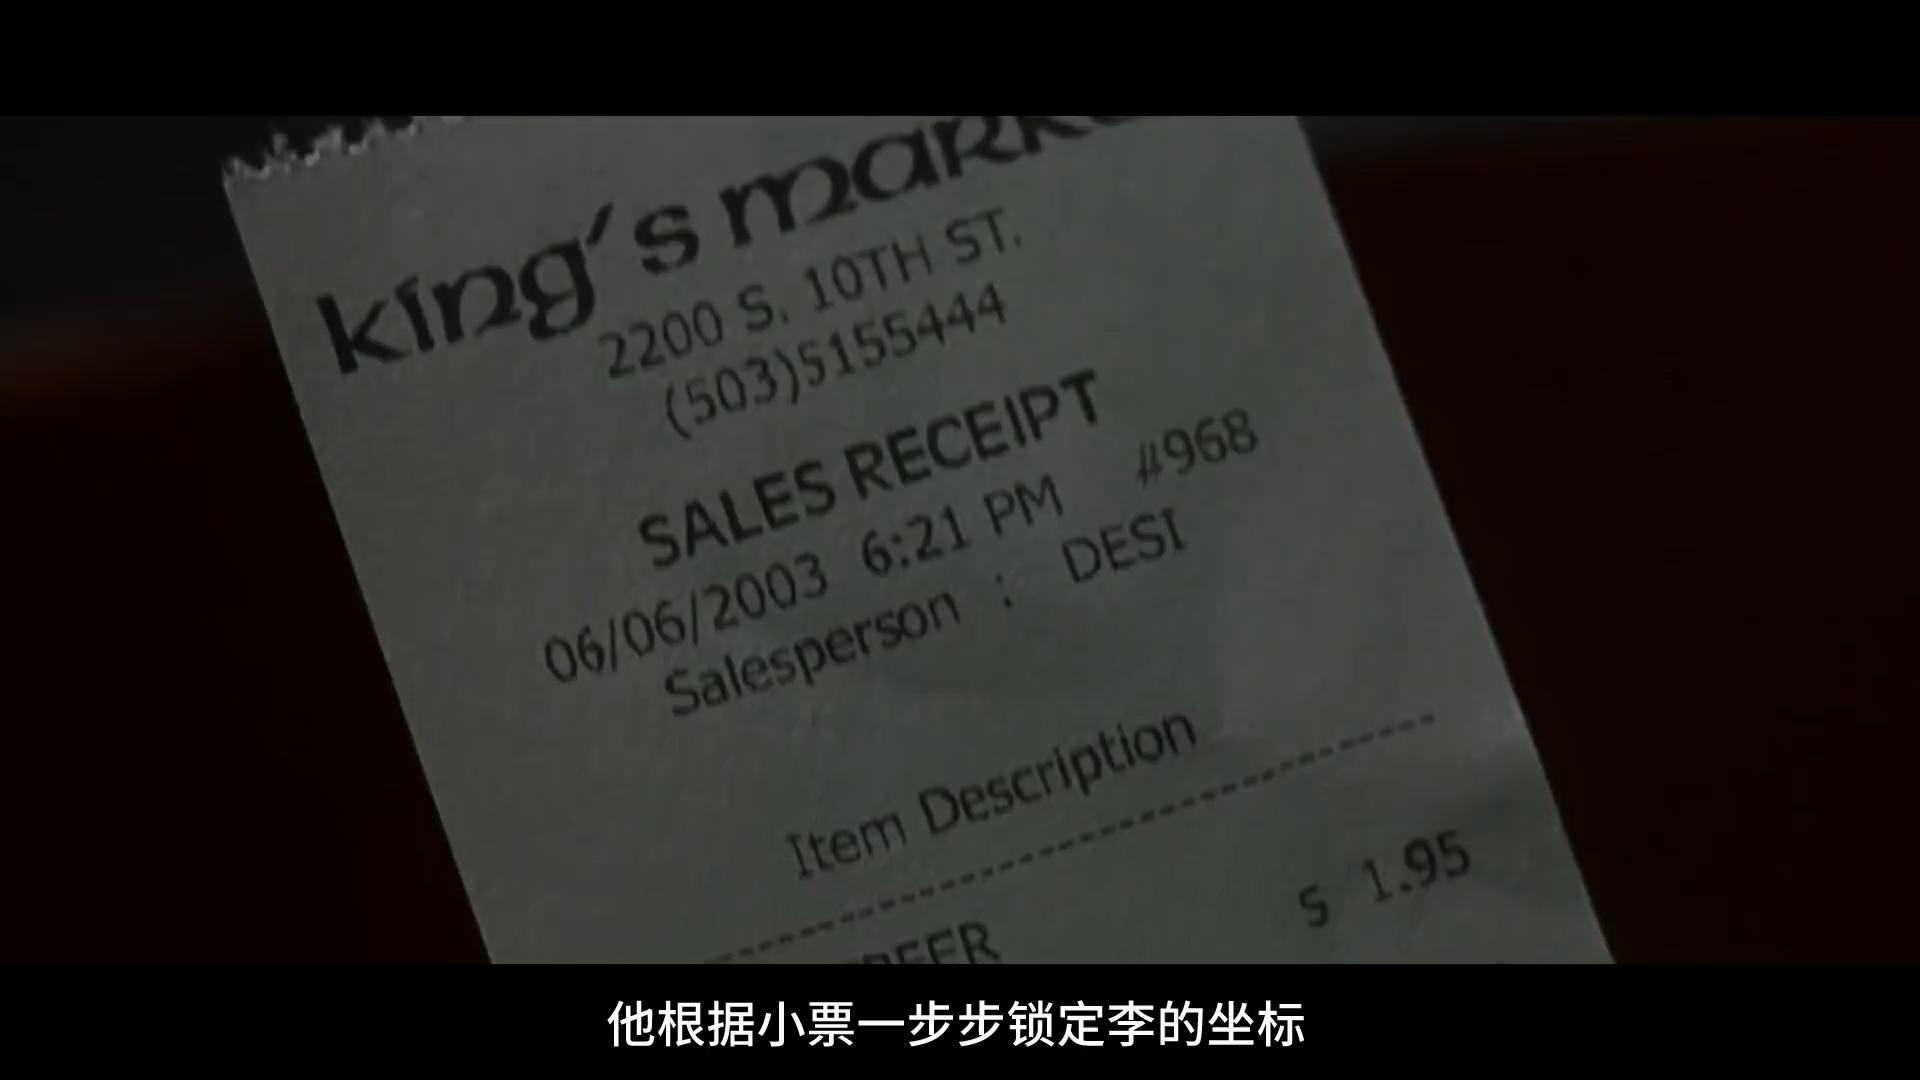 king's mark
2200 S. 10TH ST.
(503)5155444
SALES RECEIPT
06/06/2003 6:21 PM #968
Salesperson : DESI
Item Description
$ 1.95
他根据小票一步步锁定李的坐标